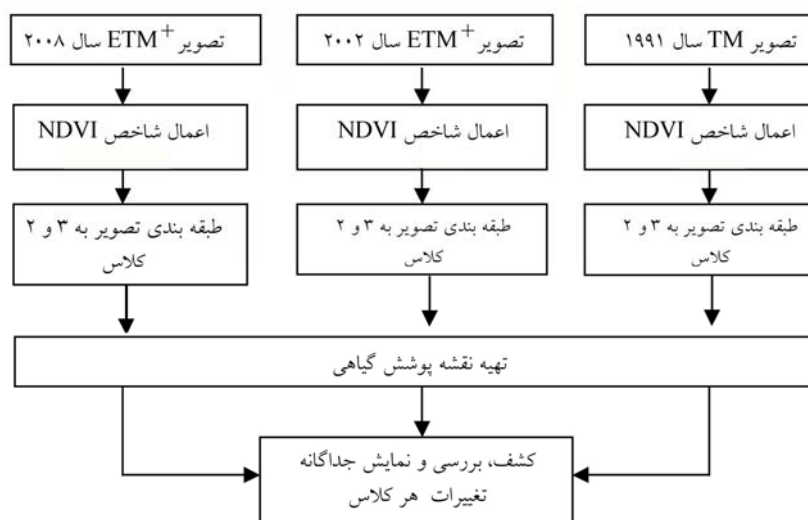 تصویر TM سال ۱۹۹۱
تصویر ETM+ سال ۲۰۰۲
تصویر ETM+ سال ۲۰۰۸
اعمال شاخص NDVI
اعمال شاخص NDVI
اعمال شاخص NDVI
طبقه بندی تصویر به ۳ و ۲
کلاس
طبقه بندی تصویر به ۳ و ۲
کلاس
طبقه بندی تصویر به ۳ و ۲
کلاس
تهیه نقشه پوشش گیاهی
کشف، بررسی و نمایش جداگانه
تغییرات هر کلاس